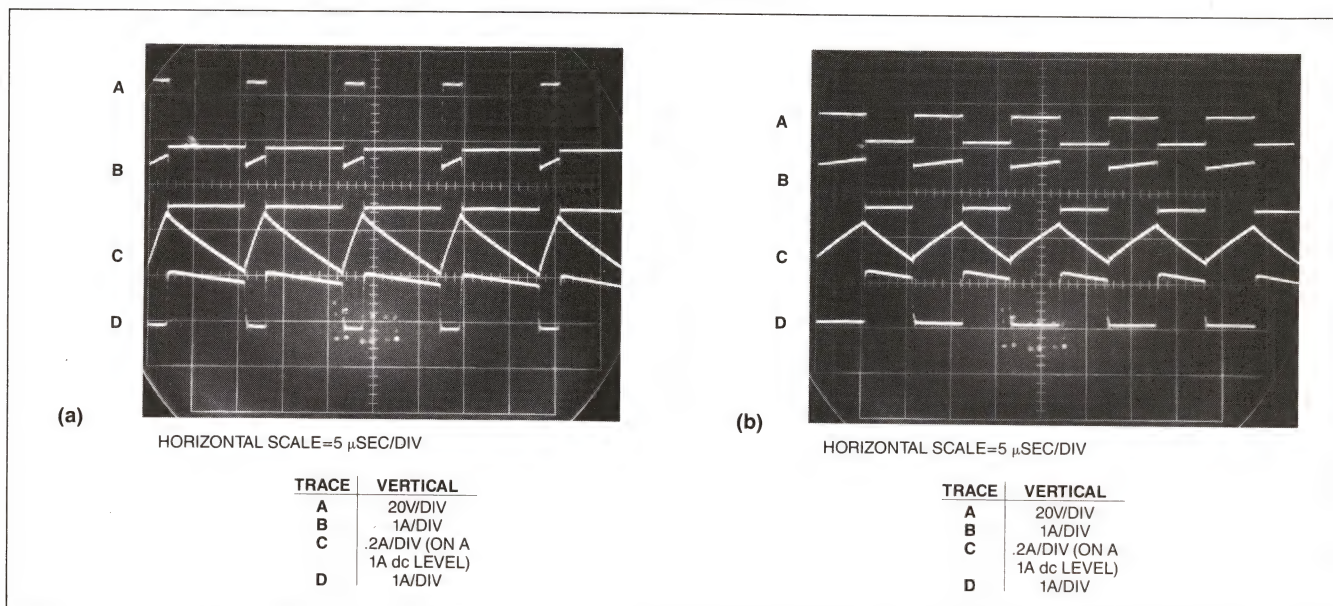 A
B
C
D
(a)
HORIZONTAL SCALE=5 µSEC/DIV
TRACE VERTICAL
A 20V/DIV
B 1A/DIV
C .2A/DIV (ON A
1A dc LEVEL)
D 1A/DIV
A
B
C
D
(b)
HORIZONTAL SCALE=5 µSEC/DIV
TRACE VERTICAL
A 20V/DIV
B 1A/DIV
C .2A/DIV (ON A
1A dc LEVEL)
D 1A/DIV